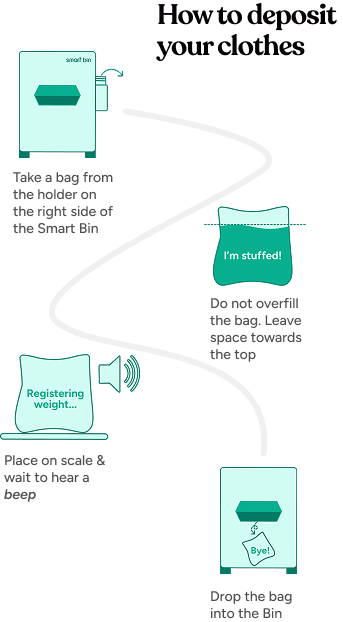 How to deposit
your clothes
smart bin
Take a bag from
the holder on
the right side of
the Smart Bin
I'm stuffed!
Do not overfill
the bag. Leave
space towards
the top
Registering
weight...
Place on scale &
wait to hear a
beep
Bye!
Drop the bag
into the Bin